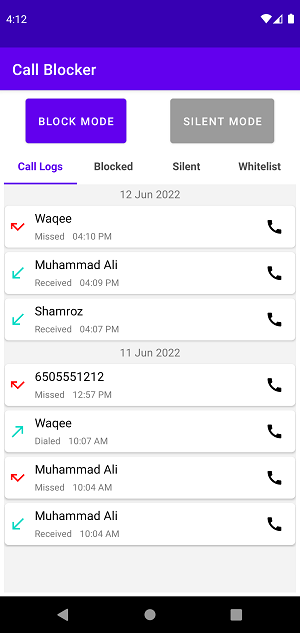 4:12
Call Blocker
BLOCK MODE SILENT MODE
Call Logs Blocked Silent Whitelist
12 Jun 2022
Waqee
Missed 04:10 PM
Muhammad Ali
Received 04:09 PM
Shamroz
Received 04:07 PM
11 Jun 2022
6505551212
Missed 12:57 PM
Waqee
Dialed 10:07 AM
Muhammad Ali
Missed 10:04 AM
Muhammad Ali
Received 10:04 AM